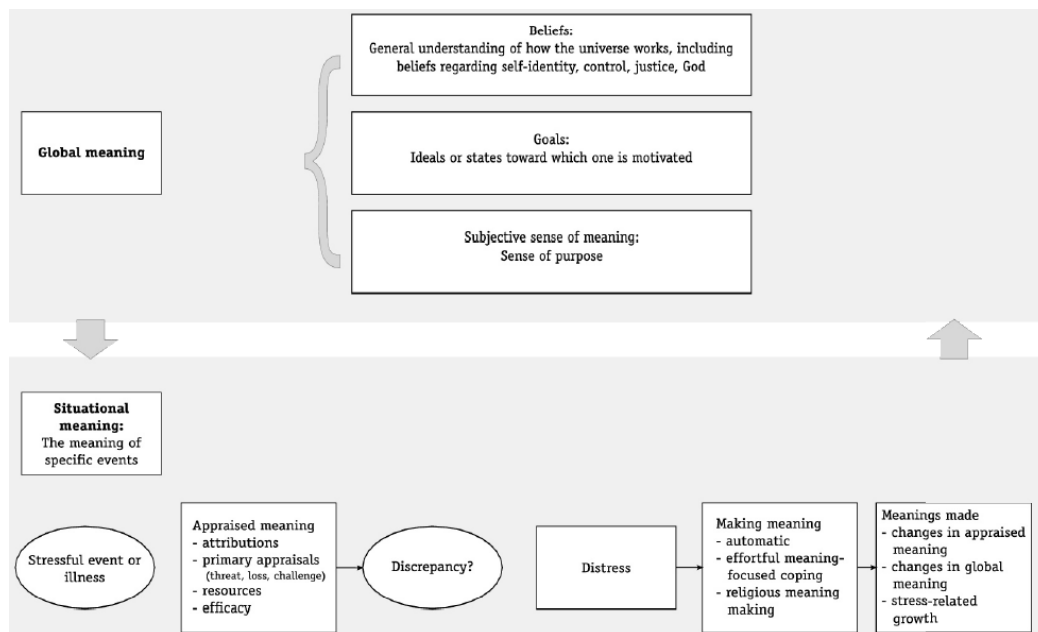 Beliefs:
General understanding of how the universe works, including
beliefs regarding self-identity, control, justice, God
Global meaning
Goals:
Ideals or states toward which one is motivated
Subjective sense of meaning:
Sense of purpose
Situational
meaning:
The meaning of
specific events
Stressful event or
illness
Appraised meaning
- attributions
- primary appraisals
(threat, loss, challenge)
- resources
- efficacy
Discrepancy?
Distress
Making meaning
- automatic
- effortful meaning-
focused coping
- religious meaning
making
Meanings made
- changes in appraised
meaning
- changes in global
meaning
- stress-related
growth